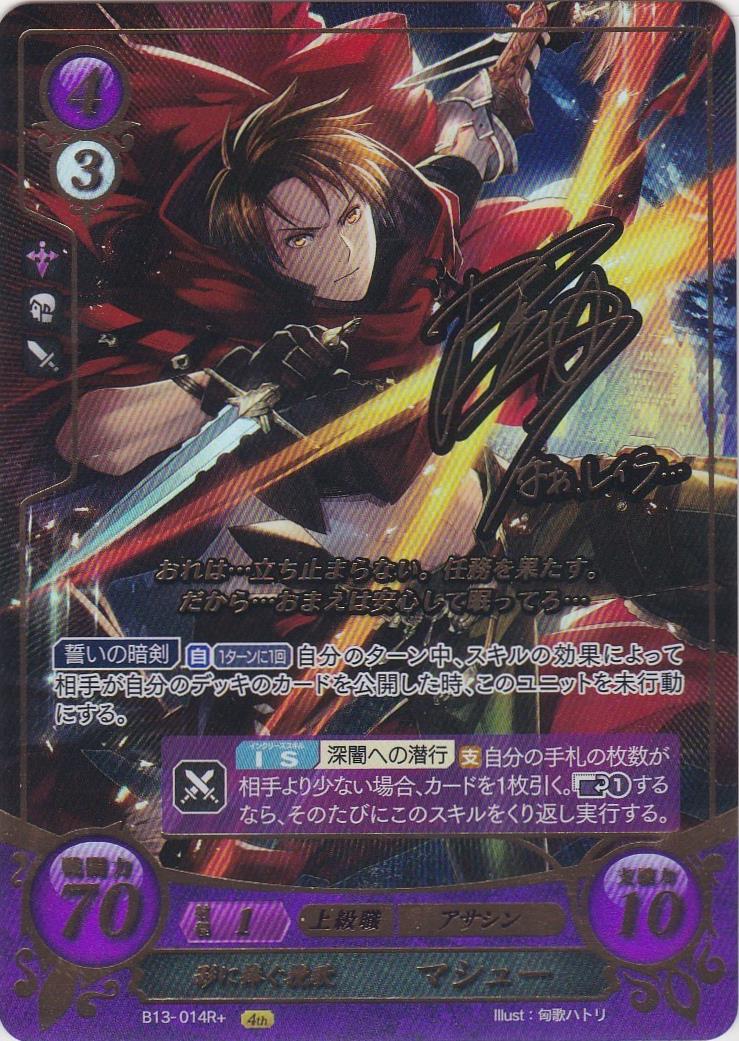 4
3
なぁ、レイラ…
おれは…立ち止まらない。任務を果たす。
だから…おまえは安心して眠ってろ…
誓いの暗剣 自 1ターンに1回 自分のターン中、スキルの効果によって
相手が自分のデッキのカードを公開した時、このユニットを未行動
にする。
インクリーズスキル
IS 深闇への潜行 支 自分の手札の枚数が
相手より少ない場合、カードを1枚引く。1する
なら、そのたびにこのスキルをくり返し実行する。
戦闘力
70
射程 1 上級職 アサシン
支援力
10
マシュー
B13-014R+ 4th Illust：匈歌ハトリ